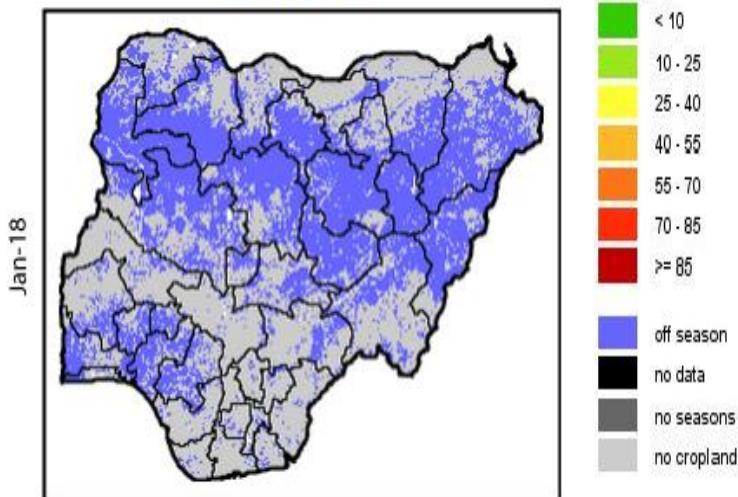 Jan-18
< 10
10 - 25
25 - 40
40 - 55
55 - 70
70 - 85
>= 85
off season
no data
no seasons
no cropland